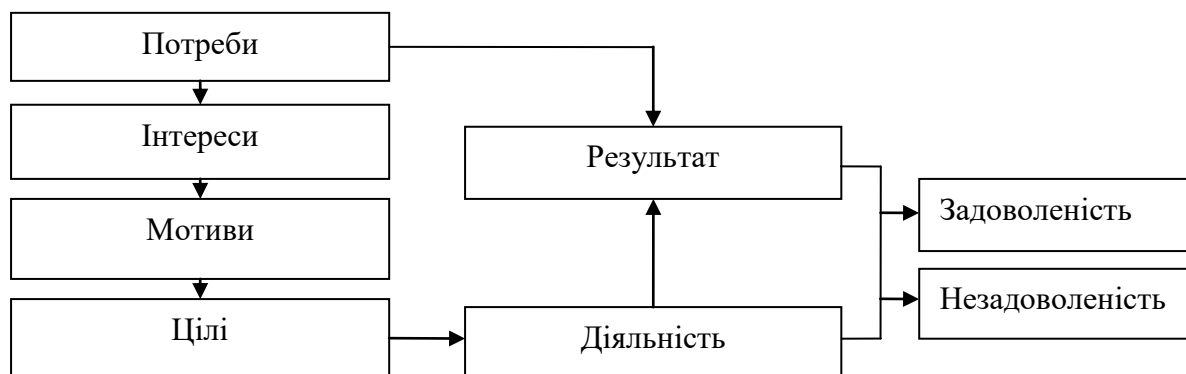 Потреби
Інтереси
Мотиви
Цілі
Результат
Діяльність
Задоволеність
Незадоволеність